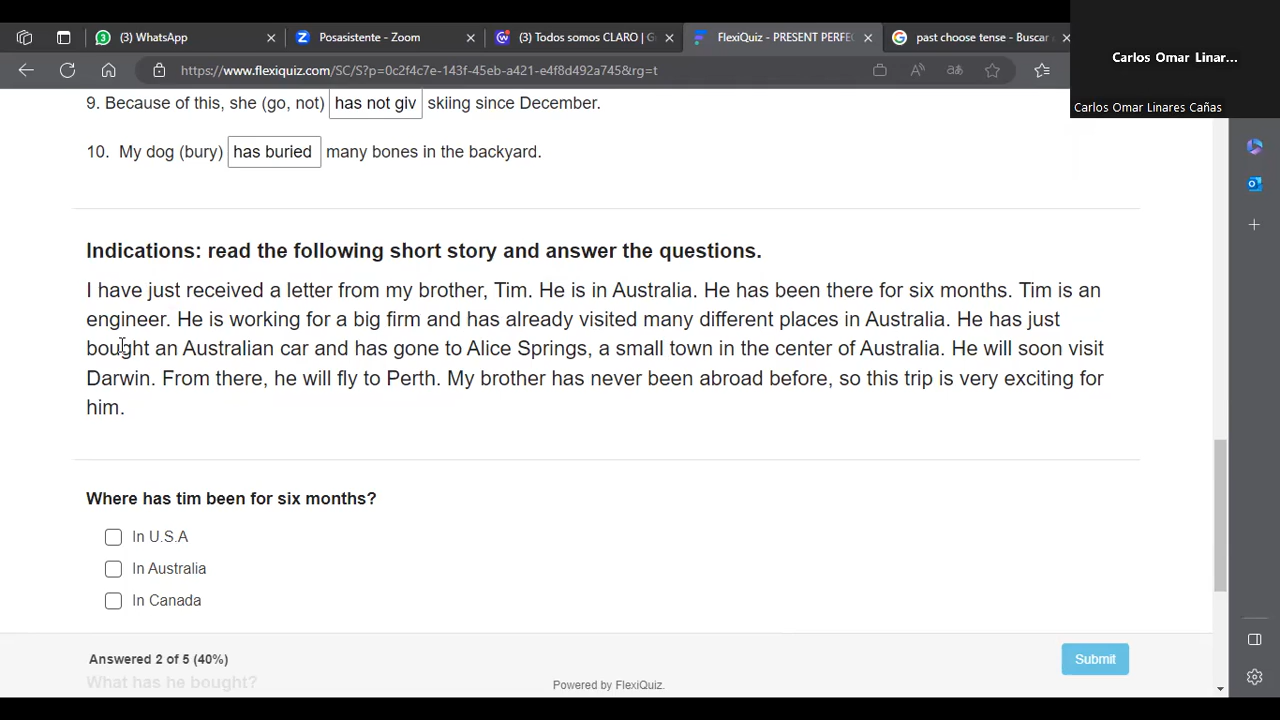 (3) WhatsApp
Posasistente - Zoom
(3) Todos somos CLARO | G
FlexiQuiz - PRESENT PERFEC
past choose tense - Buscar
Carlos Omar Linar...
https://www.flexiquiz.com/SC/S?p=0c2f4c7e-143f-45eb-a421-e4f8d492a745&rg=t
Carlos Omar Linares Cañas
9. Because of this, she (go, not) has not giv skiing since December.
10. My dog (bury) has buried many bones in the backyard.
Indications: read the following short story and answer the questions.
I have just received a letter from my brother, Tim. He is in Australia. He has been there for six months. Tim is an
engineer. He is working for a big firm and has already visited many different places in Australia. He has just
bought an Australian car and has gone to Alice Springs, a small town in the center of Australia. He will soon visit
Darwin. From there, he will fly to Perth. My brother has never been abroad before, so this trip is very exciting for
him.
Where has tim been for six months?
In U.S.A
In Australia
In Canada
Answered 2 of 5 (40%)
Submit
What has he bought?
Powered by FlexiQuiz.